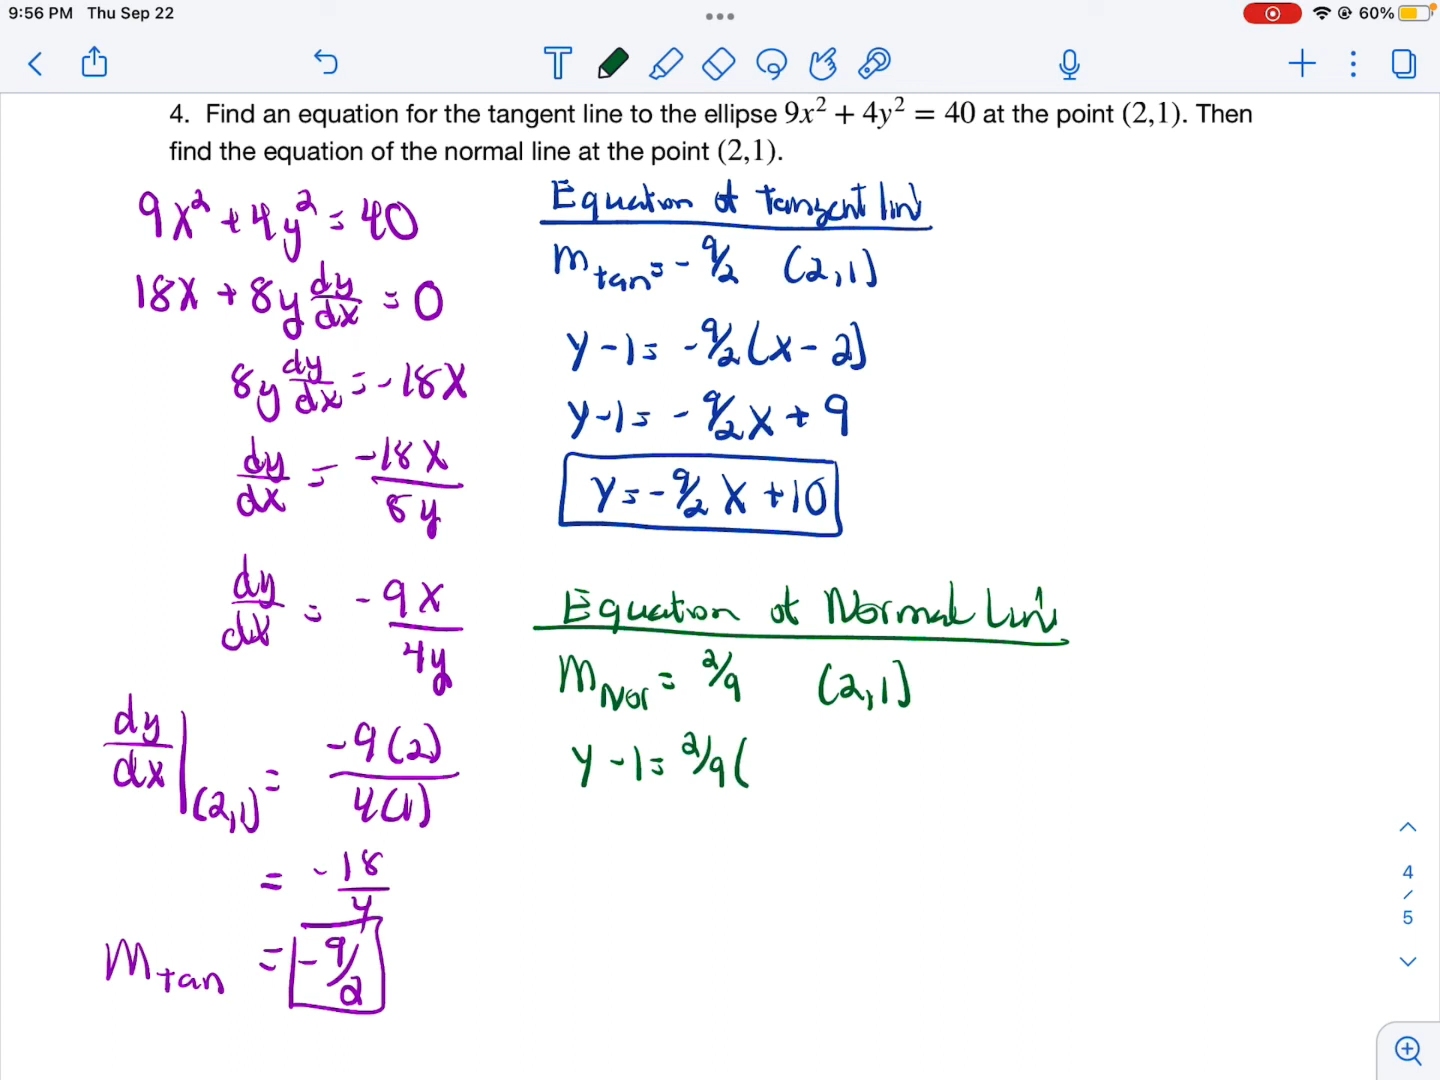 9:56 PM Thu Sep 22
60%
4. Find an equation for the tangent line to the ellipse 9x² + 4y² = 40 at the point (2,1). Then
find the equation of the normal line at the point (2,1).
9x² + 4y² = 40
18x + 8y dy/dx = 0
8y dy/dx = -18x
dy/dx = -18x/8y
dy/dx = -9x/4y
dy/dx|(2,1) = -9(2)/4(1)
= -18/4
m tan = -9/2
Equation of tangent line
m tan = -9/2 (2,1)
y - 1 = -9/2 (x - 2)
y - 1 = -9/2 x + 9
y = -9/2 x + 10
Equation of Normal Line
m Nor = 2/9 (2,1)
y - 1 = 2/9 (
4
/
5